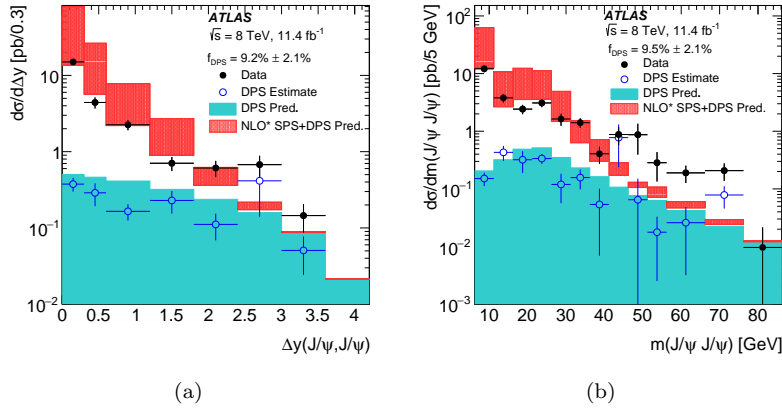 dσ/dΔy [pb/0.3]
10
1
10⁻¹
10⁻²
ATLAS
√s = 8 TeV, 11.4 fb⁻¹
f_DPS = 9.2% ± 2.1%
Data
DPS Estimate
DPS Pred.
NLO* SPS+DPS Pred.
0 0.5 1 1.5 2 2.5 3 3.5 4
Δy(J/ψ,J/ψ)
(a)
dσ/dm(J/ψ J/ψ) [pb/5 GeV]
10²
10
1
10⁻¹
10⁻²
10⁻³
ATLAS
√s = 8 TeV, 11.4 fb⁻¹
f_DPS = 9.5% ± 2.1%
Data
DPS Estimate
DPS Pred.
NLO* SPS+DPS Pred.
10 20 30 40 50 60 70 80
m(J/ψ J/ψ) [GeV]
(b)